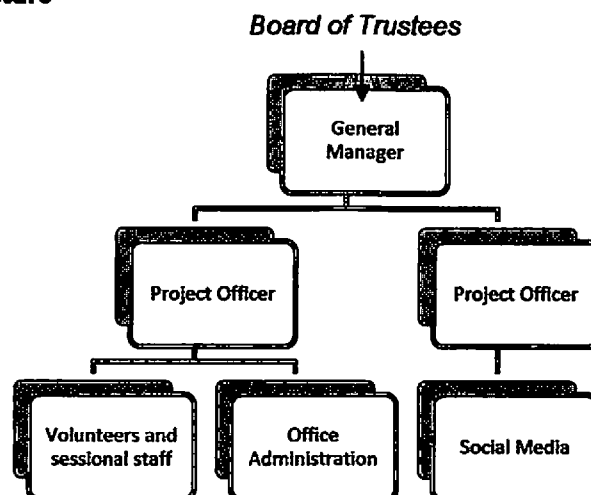 Board of Trustees
General
Manager
Project Officer
Project Officer
Volunteers and
sessional staff
Office
Administration
Social Media